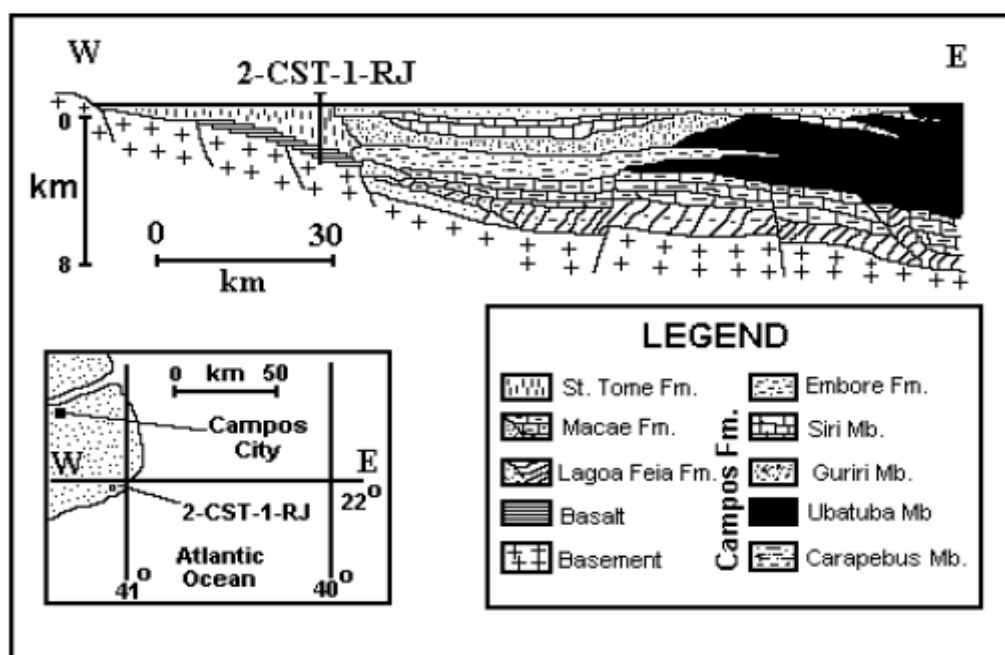 W
E
2-CST-1-RJ
0
km
8
0 30
km
0 km 50
Campos
City
W E
22°
2-CST-1-RJ
Atlantic
Ocean
41° 40°
LEGEND
St. Tome Fm.
Macae Fm.
Lagoa Feia Fm.
Basalt
Basement
Campos Fm.
Embore Fm.
Siri Mb.
Guriri Mb.
Ubatuba Mb
Carapebus Mb.